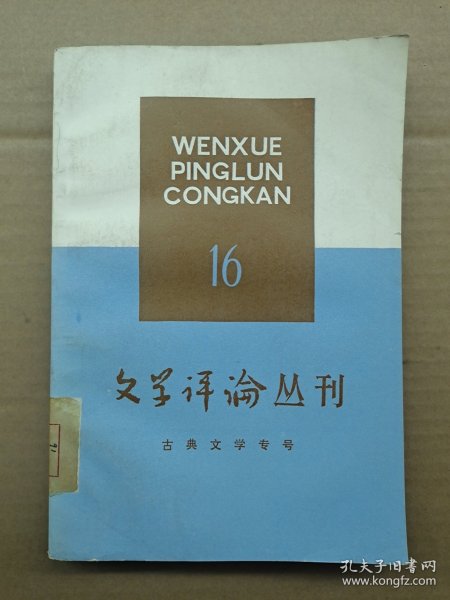 WENXUE
PINGLUN
CONGKAN
16
文学评论丛刊
古典文学专号
孔夫子旧书网
www.kongfz.com